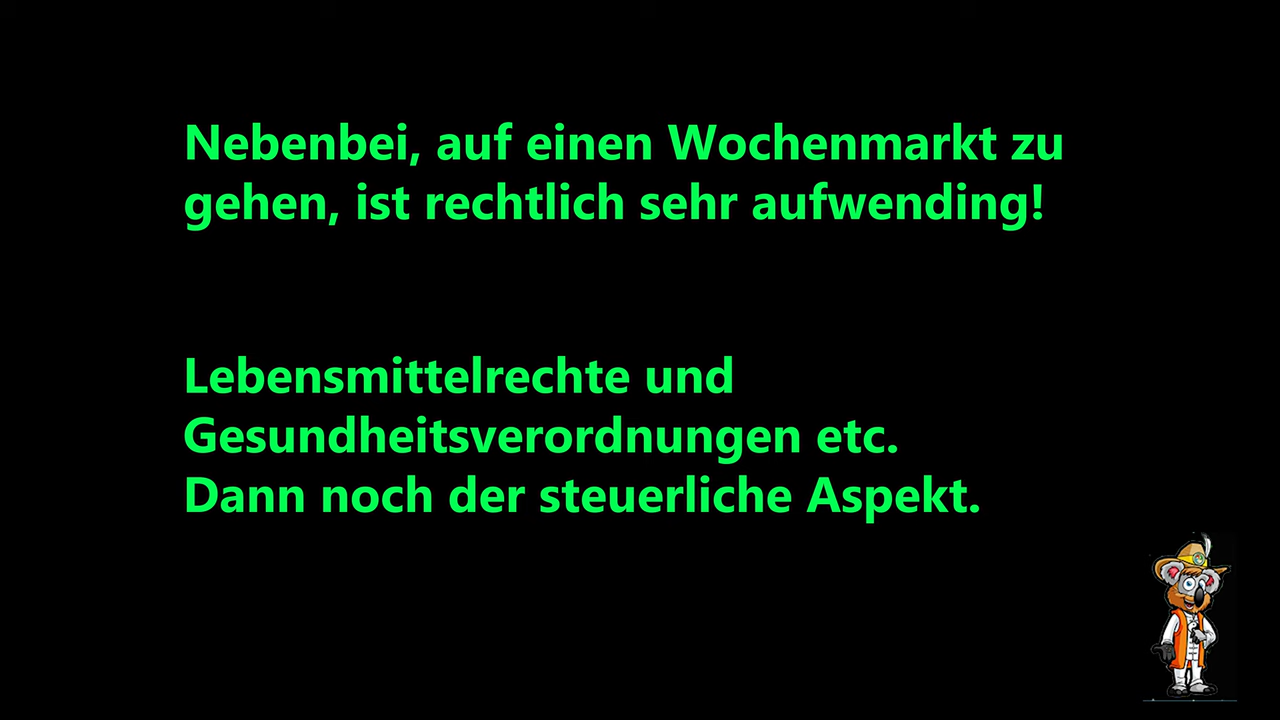 Nebenbei, auf einen Wochenmarkt zu
gehen, ist rechtlich sehr aufwending!
Lebensmittelrechte und
Gesundheitsverordnungen etc.
Dann noch der steuerliche Aspekt.